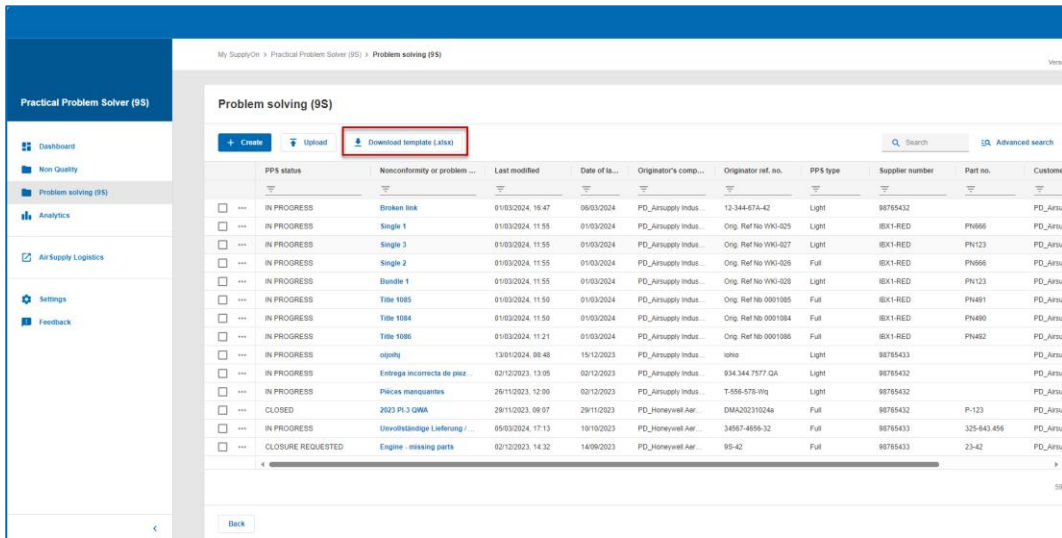 My SupplyOn > Practical Problem Solver (9S) > Problem solving (9S)
Practical Problem Solver (9S)
Dashboard
Non Quality
Problem solving (9S)
Analytics
AirSupply Logistics
Settings
Feedback
Problem solving (9S)
+ Create Upload Download template (.xlsx) Search Advanced search
PPS status Nonconformity or problem ... Last modified Date of la... Originator's comp... Originator ref. no. PPS type Supplier number Part no. Custome
IN PROGRESS Broken link 01/03/2024, 16:47 06/03/2024 PD_Airsupply Indus... 12-344-67A-42 Light 98765432 PD_Airsu
IN PROGRESS Single 1 01/03/2024, 11:55 01/03/2024 PD_Airsupply Indus... Orig. Ref No WKI-025 Light IBX1-RED PN666 PD_Airsu
IN PROGRESS Single 3 01/03/2024, 11:55 01/03/2024 PD_Airsupply Indus... Orig. Ref No WKI-027 Light IBX1-RED PN123 PD_Airsu
IN PROGRESS Single 2 01/03/2024, 11:55 01/03/2024 PD_Airsupply Indus... Orig. Ref No WKI-026 Full IBX1-RED PN666 PD_Airsu
IN PROGRESS Bundle 1 01/03/2024, 11:55 01/03/2024 PD_Airsupply Indus... Orig. Ref No WKI-028 Light IBX1-RED PN123 PD_Airsu
IN PROGRESS Title 1085 01/03/2024, 11:50 01/03/2024 PD_Airsupply Indus... Orig. Ref Nb 0001085 Full IBX1-RED PN491 PD_Airsu
IN PROGRESS Title 1084 01/03/2024, 11:50 01/03/2024 PD_Airsupply Indus... Orig. Ref Nb 0001084 Full IBX1-RED PN490 PD_Airsu
IN PROGRESS Title 1086 01/03/2024, 11:21 01/03/2024 PD_Airsupply Indus... Orig. Ref Nb 0001086 Full IBX1-RED PN492 PD_Airsu
IN PROGRESS oijoihj 13/01/2024, 08:48 15/12/2023 PD_Airsupply Indus... Light 98765433 PD_Airsu
IN PROGRESS Entrega incorrecta de piez... 02/12/2023, 13:05 02/12/2023 PD_Airsupply Indus... 934.344.7577.QA Light 98765432 PD_Airsu
IN PROGRESS Pièces manquantes 26/11/2023, 12:00 02/12/2023 PD_Airsupply Indus... T-556-578-Wq Light 98765432 PD_Airsu
CLOSED 2023 PI-3 QWA 29/11/2023, 09:07 29/11/2023 PD_Honeywell Aer... DMA20231024a Full 98765432 P-123 PD_Airsu
IN PROGRESS Unvollständige Lieferung / ... 05/03/2024, 17:13 10/10/2023 PD_Honeywell Aer... 34567-4656-32 Full 98765433 325-643.456 PD_Airsu
CLOSURE REQUESTED Engine - missing parts 02/12/2023, 14:32 14/09/2023 PD_Honeywell Aer... 9S-42 Full 98765432 23-42 PD_Airsu
Back